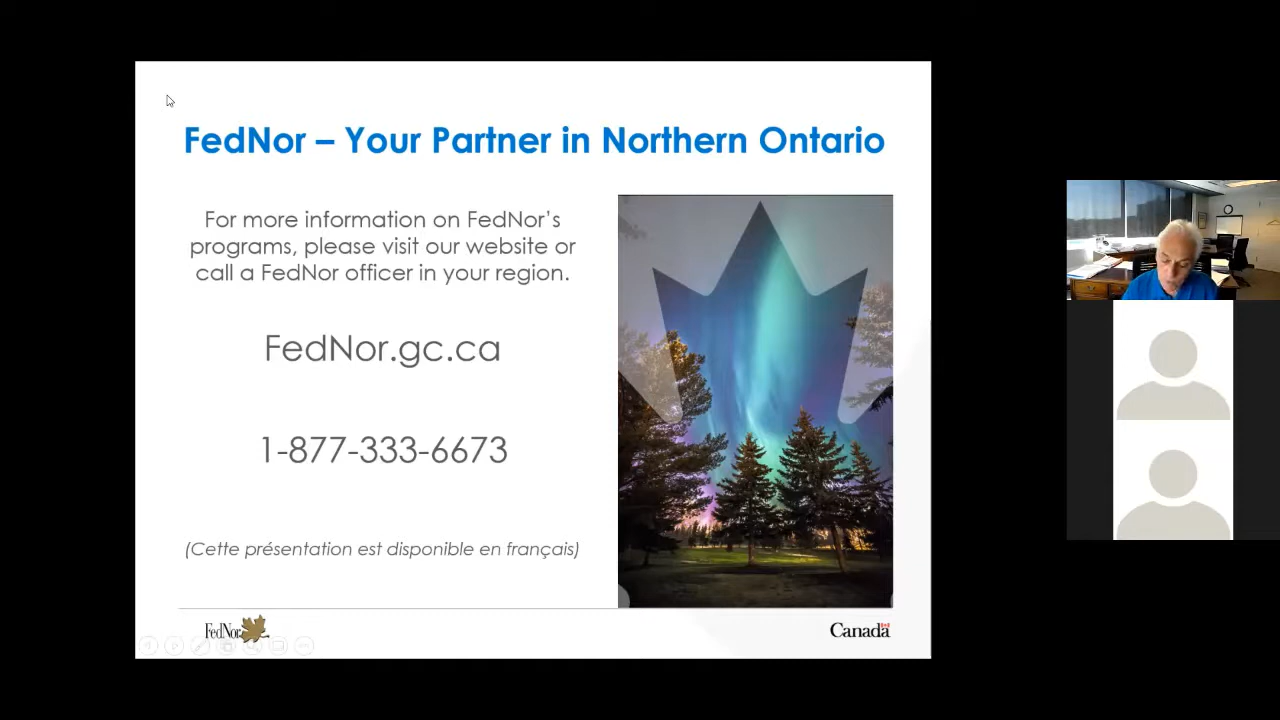 FedNor – Your Partner in Northern Ontario
For more information on FedNor’s
programs, please visit our website or
call a FedNor officer in your region.
FedNor.gc.ca
1-877-333-6673
(Cette présentation est disponible en français)
FedNor
Canada